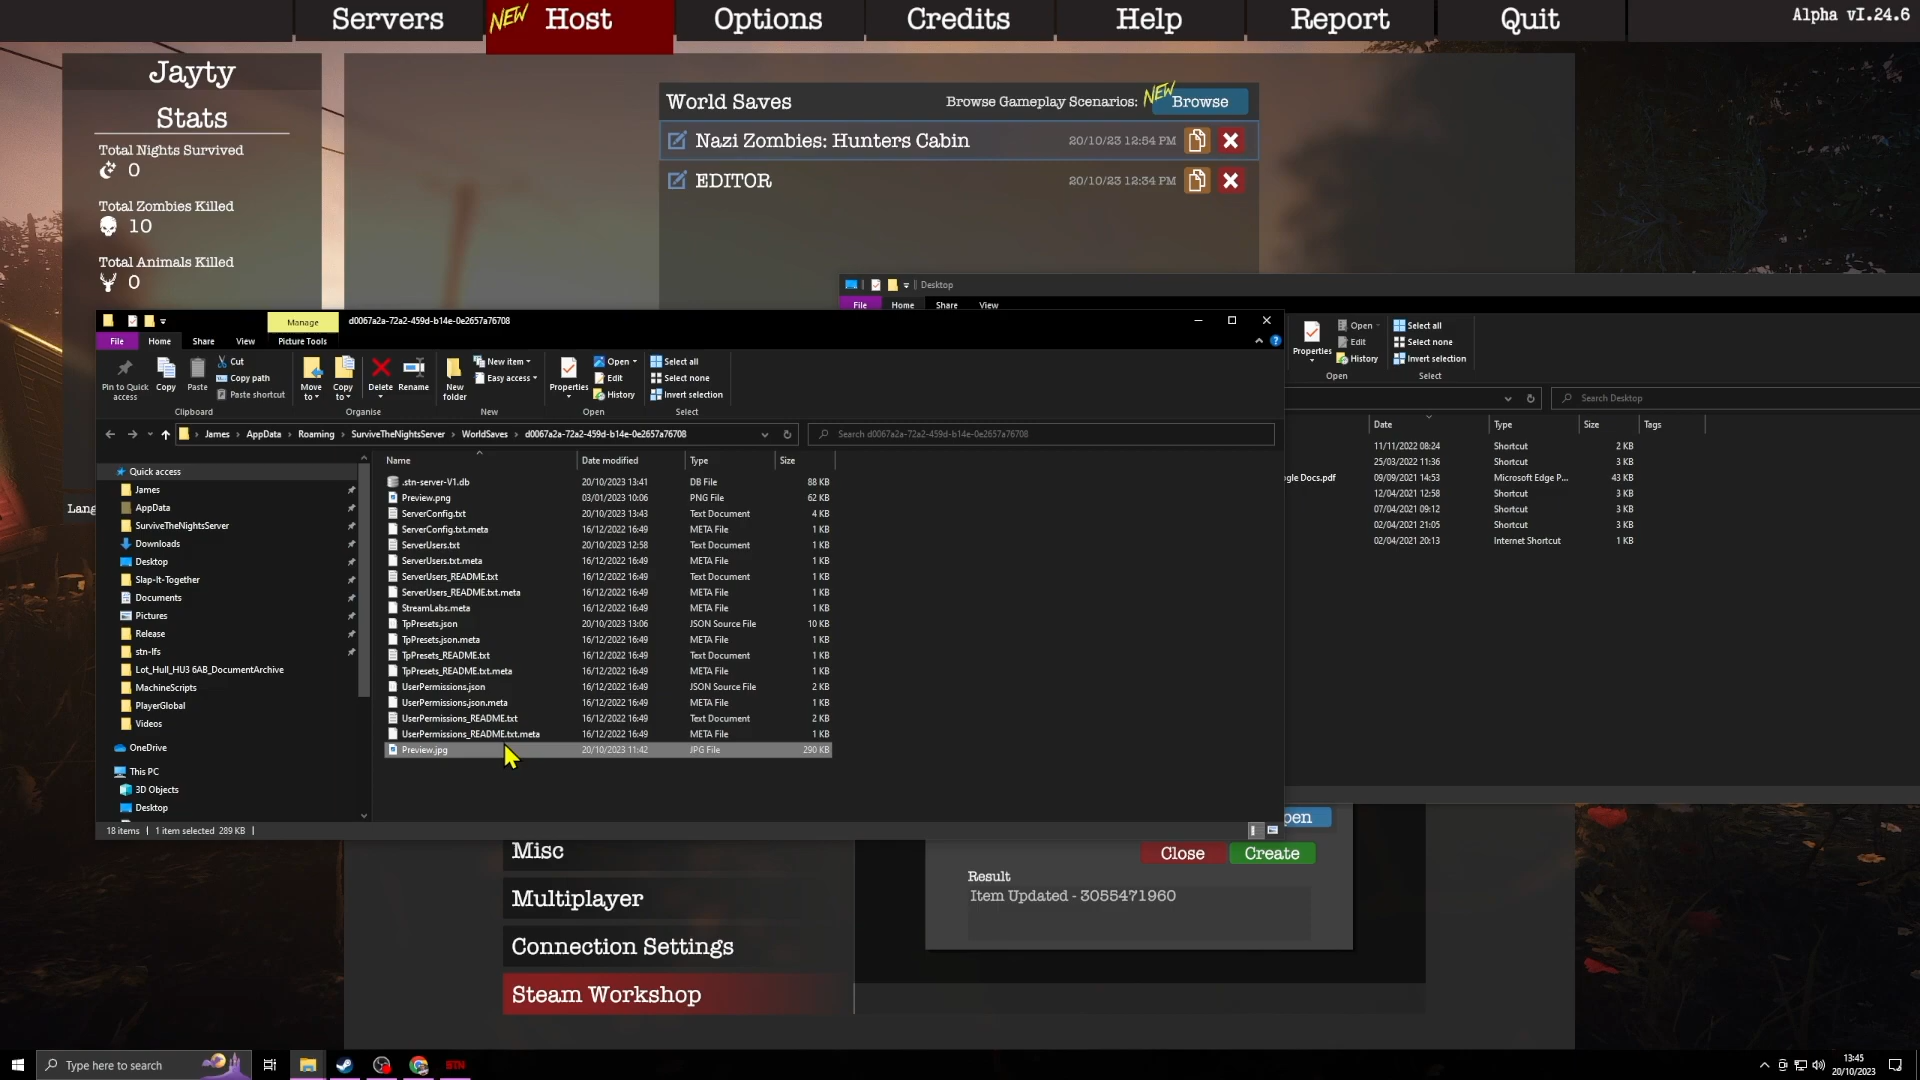 Servers
NEW
Host
Options
Credits
Help
Report
Quit
Alpha v1.24.6
Jayty
Stats
Total Nights Survived
0
Total Zombies Killed
10
Total Animals Killed
0
Lang
World Saves
Browse Gameplay Scenarios:
NEW
Browse
Nazi Zombies: Hunters Cabin
20/10/23 12:54 PM
EDITOR
20/10/23 12:34 PM
Desktop
File
Home
Share
View
Properties
Open
Edit
History
Open
Select all
Select none
Invert selection
Select
Search Desktop
Date
Type
Size
Tags
11/11/2022 08:24 Shortcut 2 KB
25/03/2022 11:36 Shortcut 3 KB
gle Docs.pdf 09/09/2021 14:53 Microsoft Edge P... 43 KB
12/04/2021 12:58 Shortcut 3 KB
07/04/2021 09:12 Shortcut 3 KB
02/04/2021 21:05 Shortcut 3 KB
02/04/2021 20:13 Internet Shortcut 1 KB
Manage
d0067a2a-72a2-459d-b14e-0e2657a76708
File
Home
Share
View
Picture Tools
Pin to Quick access
Copy
Paste
Cut
Copy path
Paste shortcut
Clipboard
Move to
Copy to
Delete
Rename
Organise
New folder
New item
Easy access
New
Properties
Open
Edit
History
Open
Select all
Select none
Invert selection
Select
James
AppData
Roaming
SurviveTheNightsServer
WorldSaves
d0067a2a-72a2-459d-b14e-0e2657a76708
Search d0067a2a-72a2-459d-b14e-0e2657a76708
Quick access
James
AppData
SurviveTheNightsServer
Downloads
Desktop
Slap-It-Together
Documents
Pictures
Release
stn-lfs
Lot_Hull_HU3 6AB_DocumentArchive
MachineScripts
PlayerGlobal
Videos
OneDrive
This PC
3D Objects
Desktop
Name Date modified Type Size
.stn-server-V1.db 20/10/2023 13:41 DB File 88 KB
Preview.png 03/01/2023 10:06 PNG File 62 KB
ServerConfig.txt 20/10/2023 13:43 Text Document 4 KB
ServerConfig.txt.meta 16/12/2022 16:49 META File 1 KB
ServerUsers.txt 20/10/2023 12:58 Text Document 1 KB
ServerUsers.txt.meta 16/12/2022 16:49 META File 1 KB
ServerUsers_README.txt 16/12/2022 16:49 Text Document 1 KB
ServerUsers_README.txt.meta 16/12/2022 16:49 META File 1 KB
StreamLabs.meta 16/12/2022 16:49 META File 1 KB
TpPresets.json 20/10/2023 13:06 JSON Source File 10 KB
TpPresets.json.meta 16/12/2022 16:49 META File 1 KB
TpPresets_README.txt 16/12/2022 16:49 Text Document 1 KB
TpPresets_README.txt.meta 16/12/2022 16:49 META File 1 KB
UserPermissions.json 16/12/2022 16:49 JSON Source File 2 KB
UserPermissions.json.meta 16/12/2022 16:49 META File 1 KB
UserPermissions_README.txt 16/12/2022 16:49 Text Document 2 KB
UserPermissions_README.txt.meta 16/12/2022 16:49 META File 1 KB
Preview.jpg 20/10/2023 11:42 JPG File 290 KB
18 items
1 item selected 289 KB
pen
Close
Create
Result
Item Updated - 3055471960
Misc
Multiplayer
Connection Settings
Steam Workshop
Type here to search
STN
13:45
20/10/2023